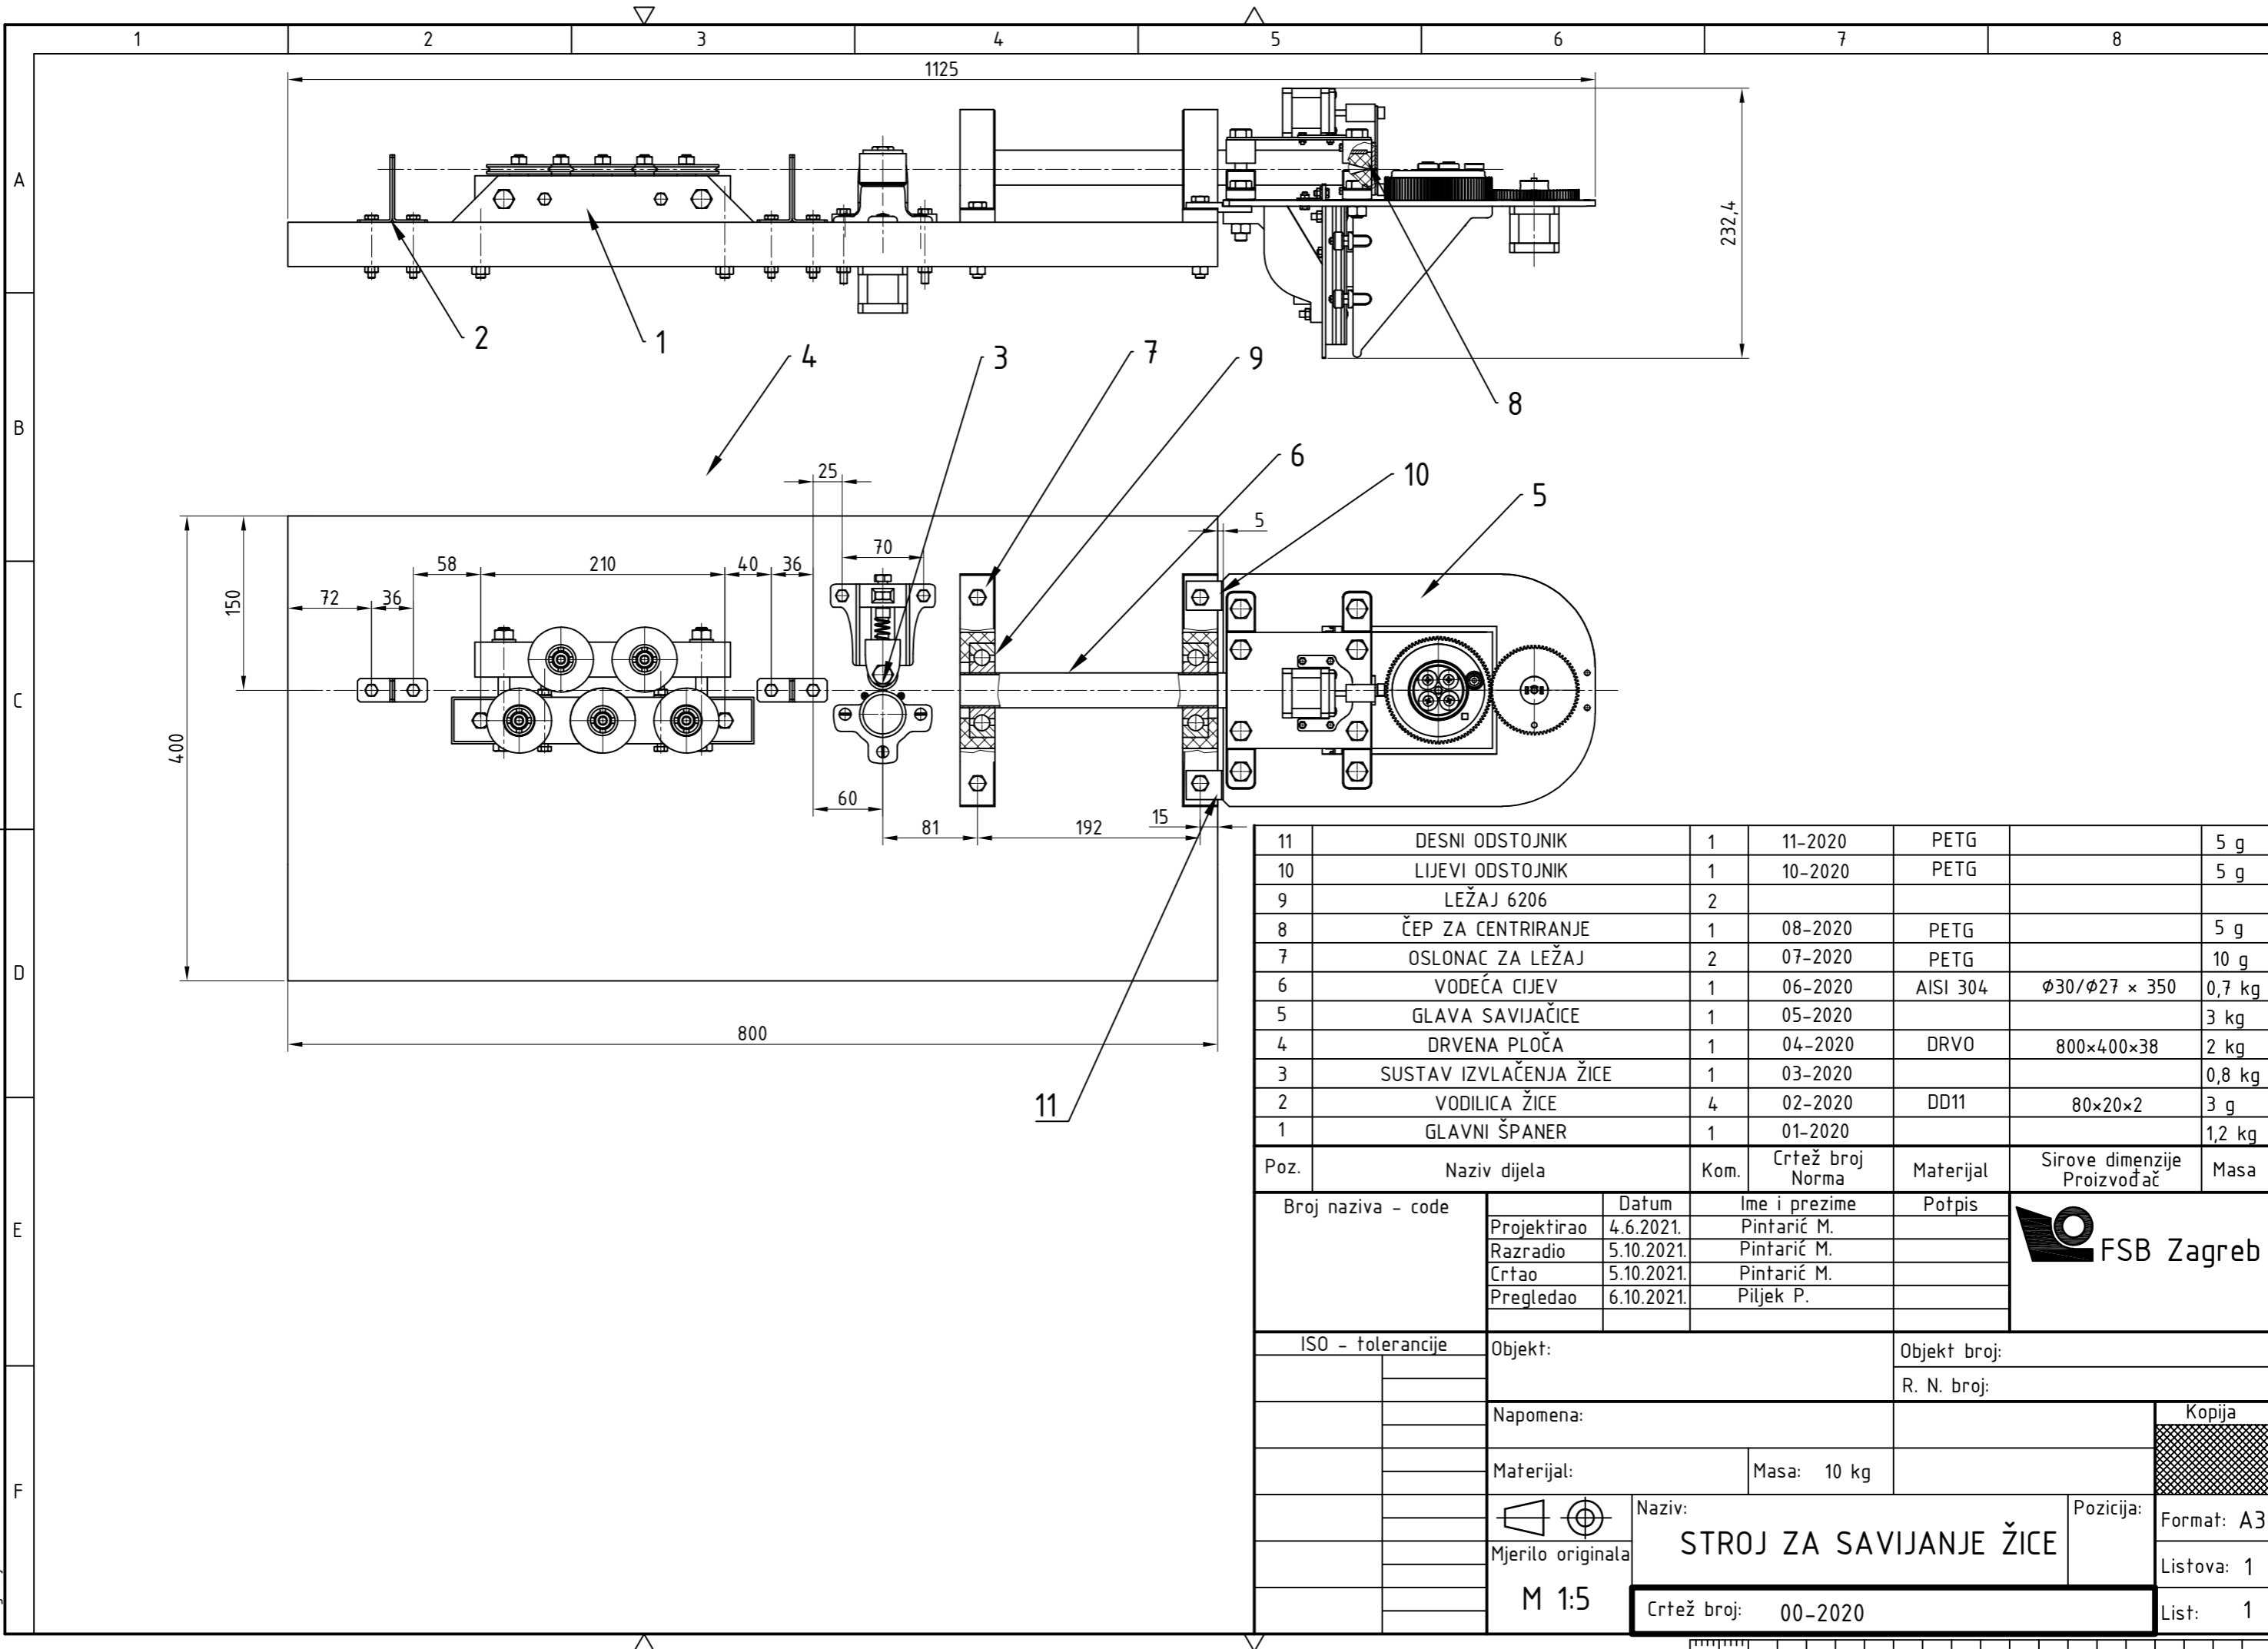 1 2 3 4 5 6 7 8
A
B
C
D
E
F
1125
232,4
2
1
4
3
7
9
8
6
10
5
25
5
70
58
210
40
36
150
72
36
400
60
81
192
15
800
11
11 DESNI ODSTOJNIK 1 11-2020 PETG 5 g
10 LIJEVI ODSTOJNIK 1 10-2020 PETG 5 g
9 LEŽAJ 6206 2
8 ČEP ZA CENTRIRANJE 1 08-2020 PETG 5 g
7 OSLONAC ZA LEŽAJ 2 07-2020 PETG 10 g
6 VODEĆA CIJEV 1 06-2020 AISI 304 Φ30/Φ27 × 350 0,7 kg
5 GLAVA SAVIJAČICE 1 05-2020 3 kg
4 DRVENA PLOČA 1 04-2020 DRVO 800×400×38 2 kg
3 SUSTAV IZVLAČENJA ŽICE 1 03-2020 0,8 kg
2 VODILICA ŽICE 4 02-2020 DD11 80×20×2 3 g
1 GLAVNI ŠPANER 1 01-2020 1,2 kg
Poz. Naziv dijela Kom. Crtež broj Norma Materijal Sirove dimenzije Proizvođač Masa
Broj naziva - code
Datum Ime i prezime Potpis
Projektirao 4.6.2021. Pintarić M.
Razradio 5.10.2021. Pintarić M.
Crtao 5.10.2021. Pintarić M.
Pregledao 6.10.2021. Piljek P.
FSB Zagreb
ISO - tolerancije
Objekt:
Objekt broj:
R. N. broj:
Napomena:
Kopija
Materijal:
Masa: 10 kg
Naziv:
STROJ ZA SAVIJANJE ŽICE
Pozicija:
Format: A3
Mjerilo originala
M 1:5
Listova: 1
Crtež broj: 00-2020
List: 1